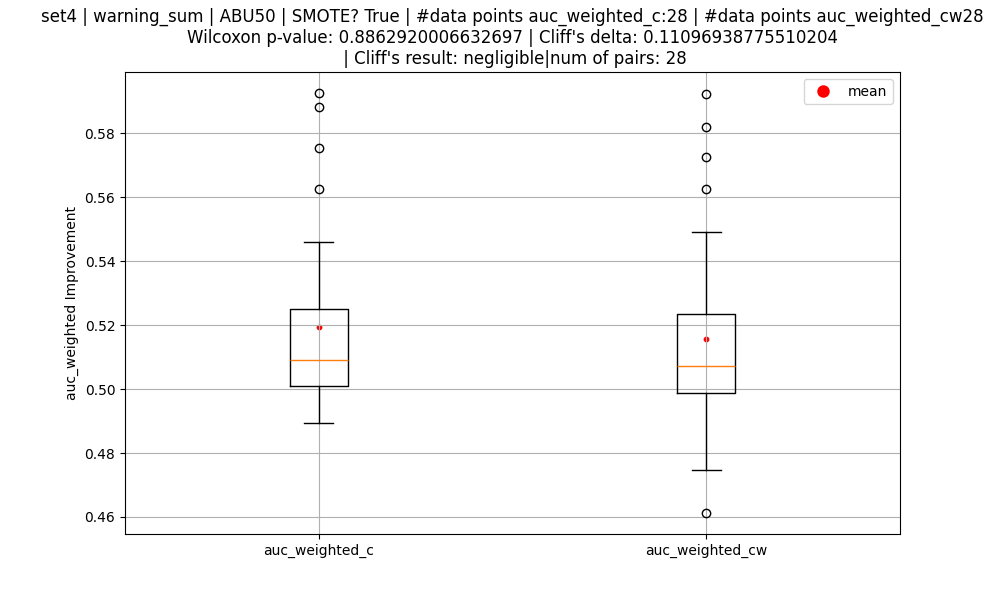 set4 | warning_sum | ABU50 | SMOTE? True | #data points auc_weighted_c:28 | #data points auc_weighted_cw28
Wilcoxon p-value: 0.8862920006632697 | Cliff's delta: 0.11096938775510204
| Cliff's result: negligible|num of pairs: 28
mean
0.58
0.56
0.54
0.52
0.50
0.48
0.46
auc_weighted Improvement
auc_weighted_c
auc_weighted_cw